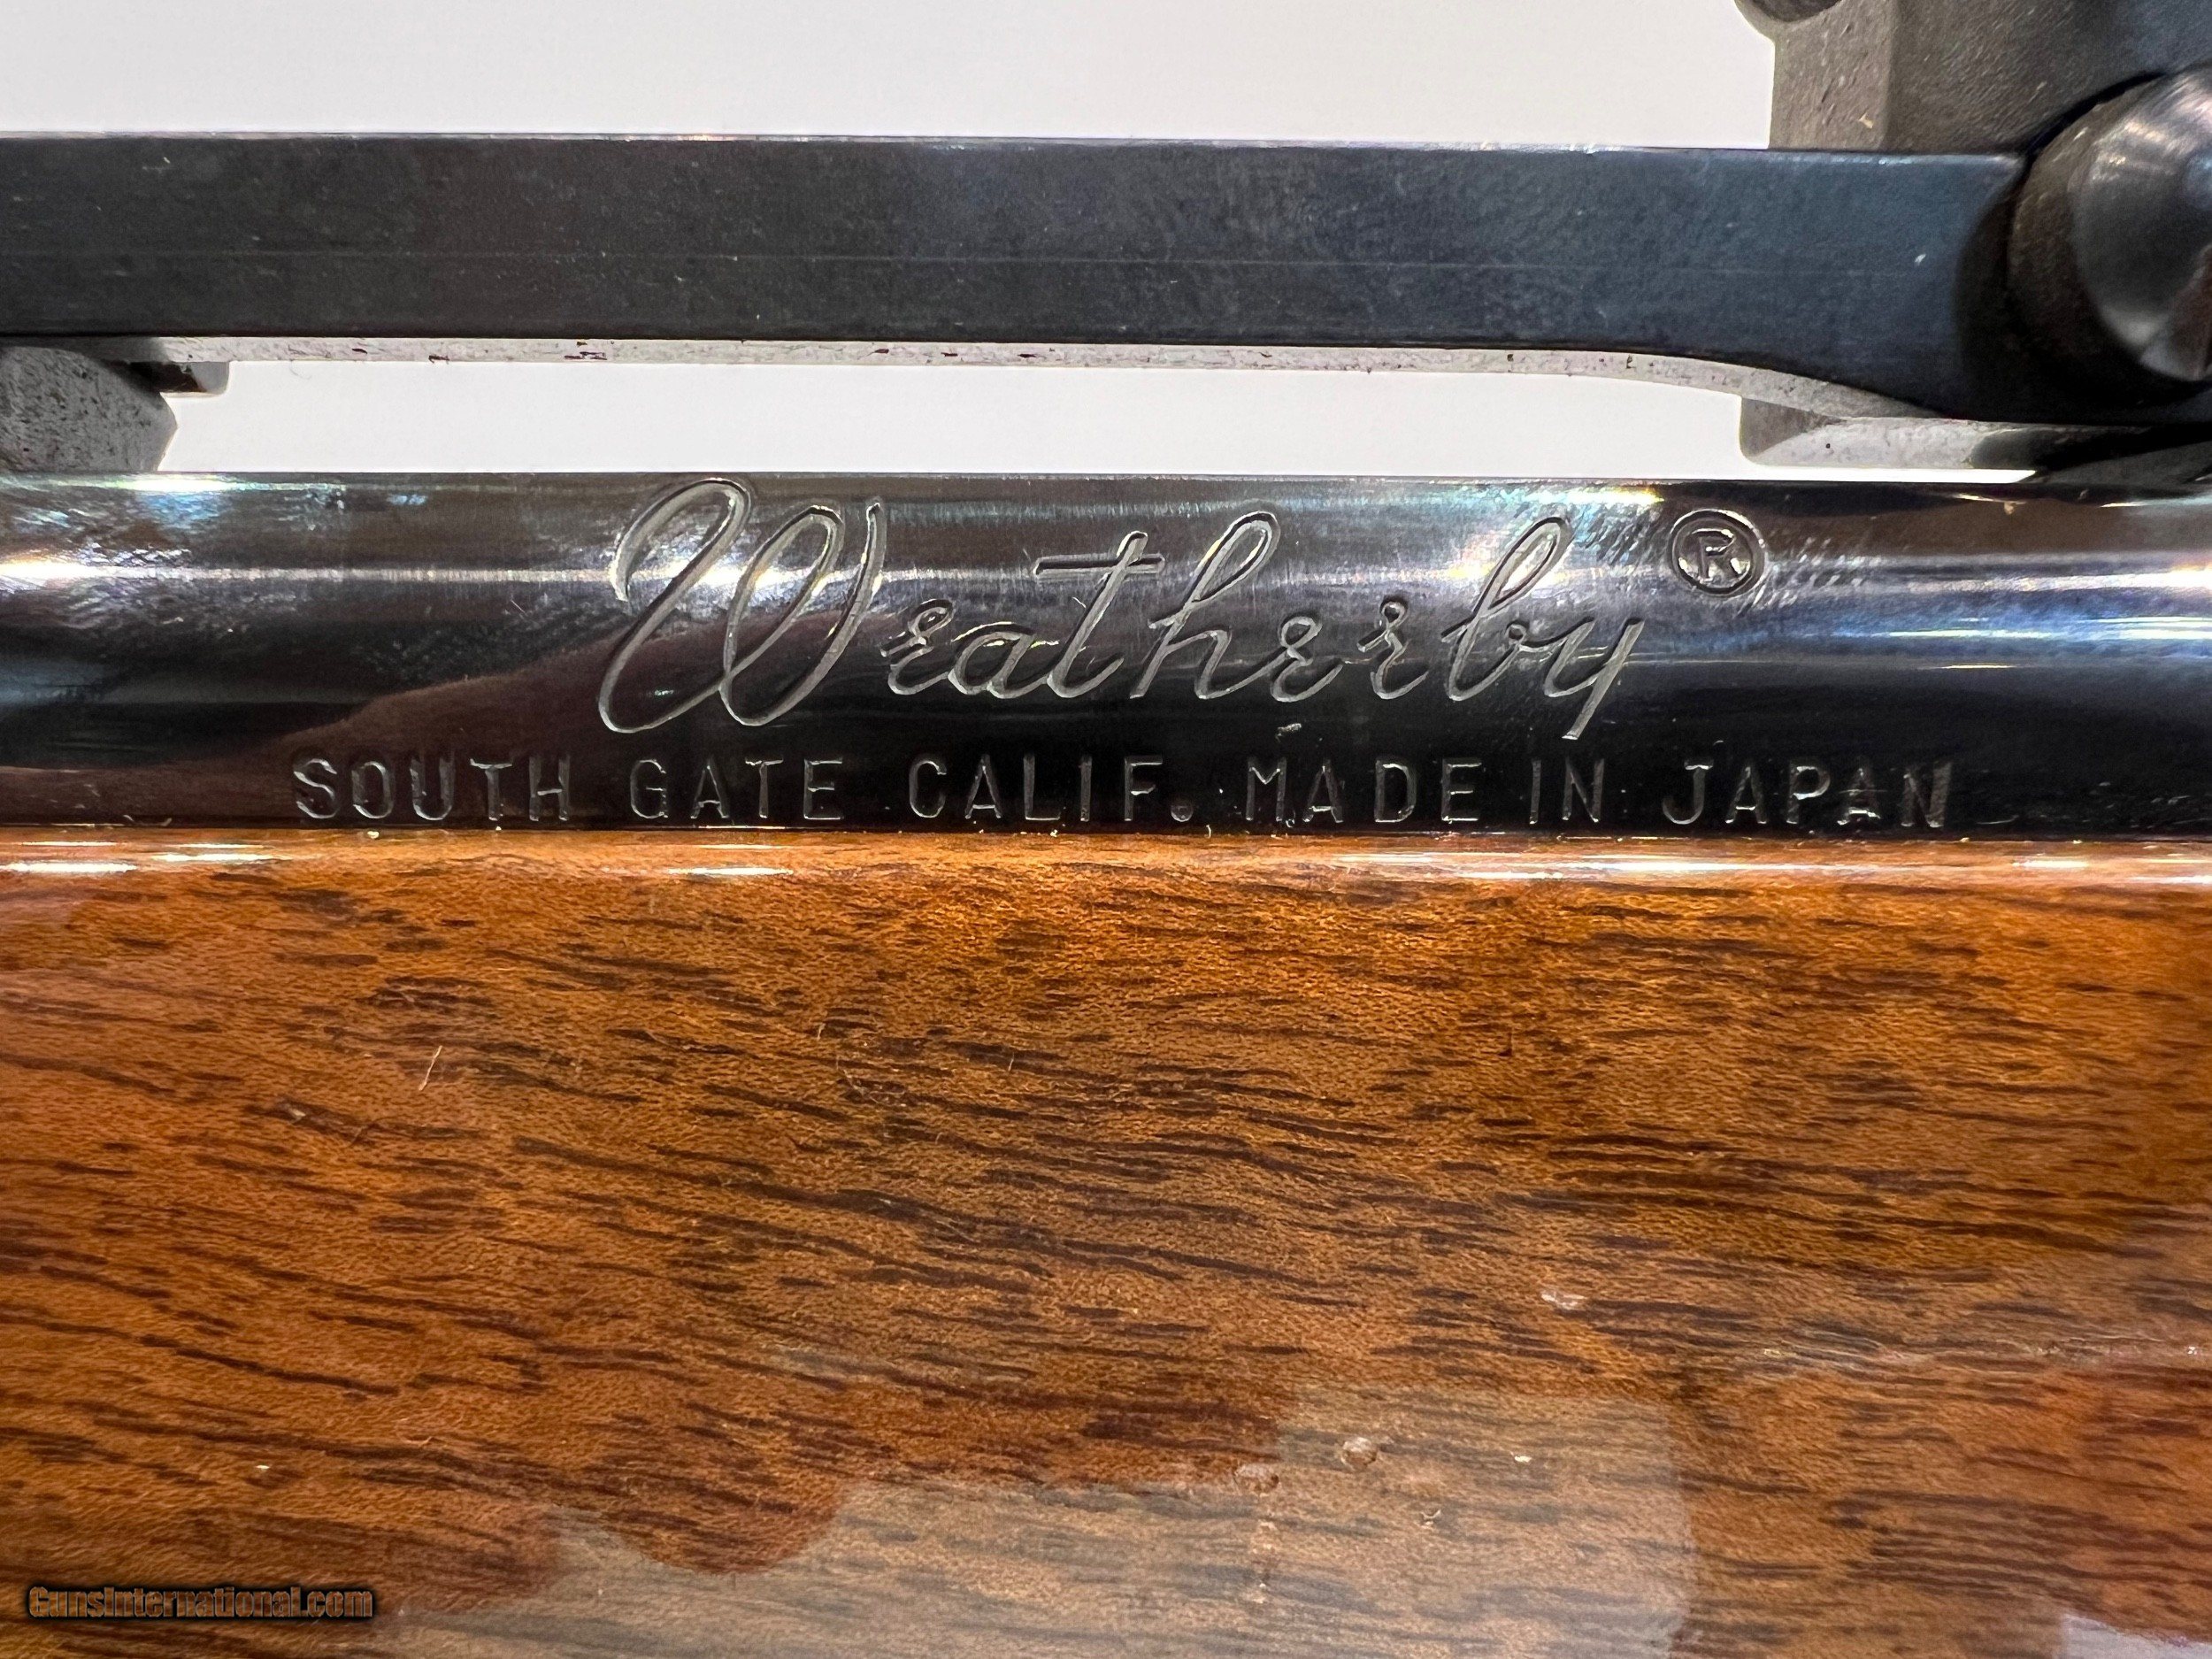 Weatherby ®
SOUTH GATE CALIF. MADE IN JAPAN
GunsInternational.com